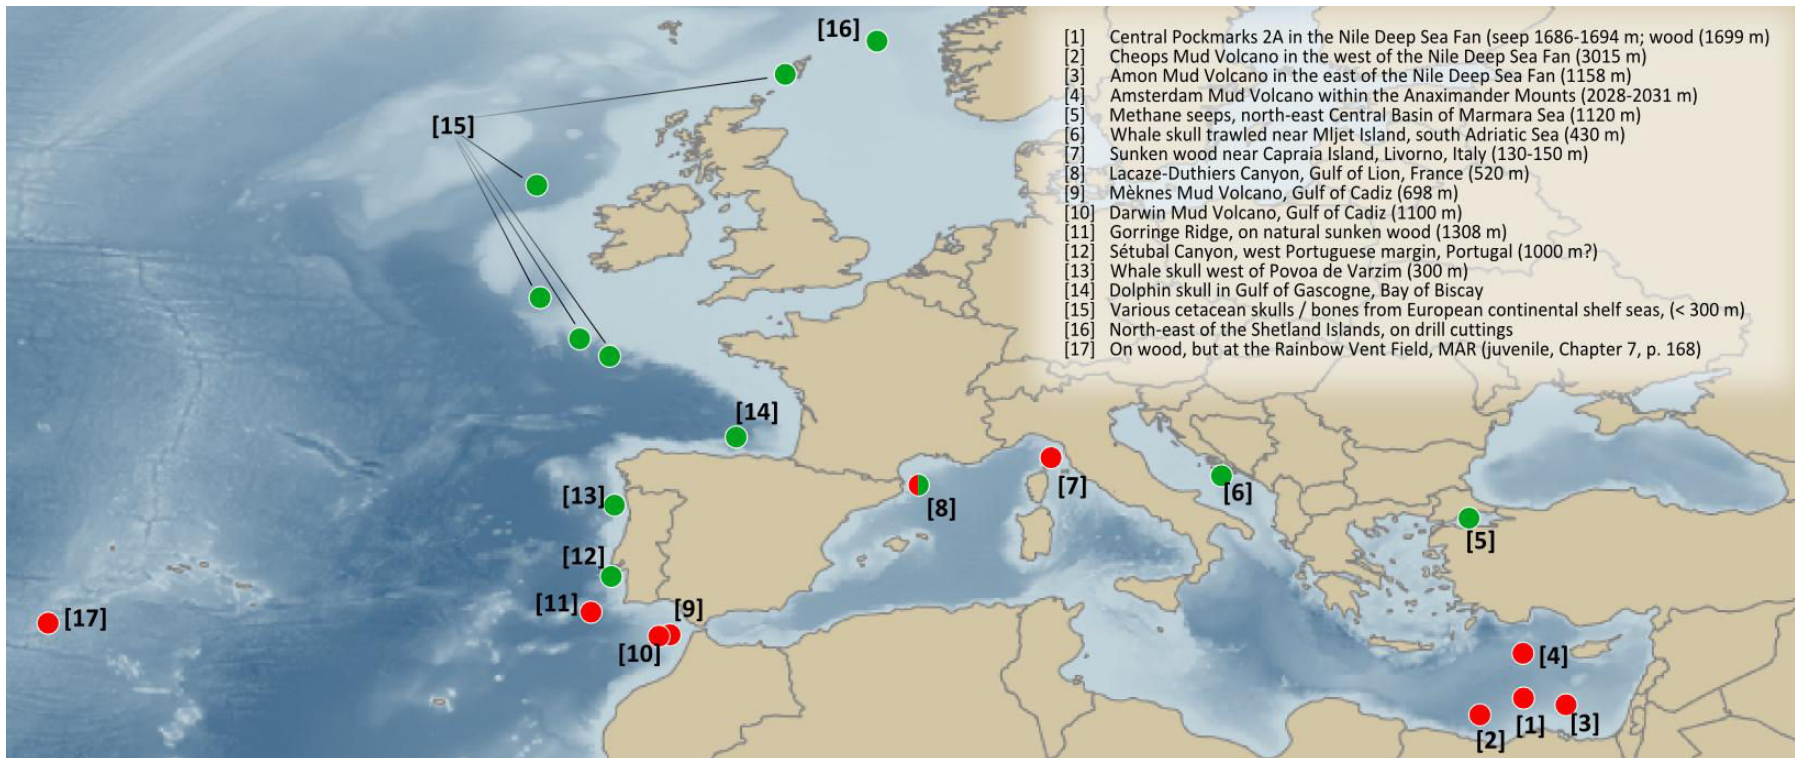 [1] Central Pockmarks 2A in the Nile Deep Sea Fan (seep 1686-1694 m; wood (1699 m)
[2] Cheops Mud Volcano in the west of the Nile Deep Sea Fan (3015 m)
[3] Amon Mud Volcano in the east of the Nile Deep Sea Fan (1158 m)
[4] Amsterdam Mud Volcano within the Anaximander Mounts (2028-2031 m)
[5] Methane seeps, north-east Central Basin of Marmara Sea (1120 m)
[6] Whale skull trawled near Mljet Island, south Adriatic Sea (430 m)
[7] Sunken wood near Capraia Island, Livorno, Italy (130-150 m)
[8] Lacaze-Duthiers Canyon, Gulf of Lion, France (520 m)
[9] Mèknes Mud Volcano, Gulf of Cadiz (698 m)
[10] Darwin Mud Volcano, Gulf of Cadiz (1100 m)
[11] Gorringe Ridge, on natural sunken wood (1308 m)
[12] Sétubal Canyon, west Portuguese margin, Portugal (1000 m?)
[13] Whale skull west of Povoa de Varzim (300 m)
[14] Dolphin skull in Gulf of Gascogne, Bay of Biscay
[15] Various cetacean skulls / bones from European continental shelf seas, (< 300 m)
[16] North-east of the Shetland Islands, on drill cuttings
[17] On wood, but at the Rainbow Vent Field, MAR (juvenile, Chapter 7, p. 168)
[16]
[15]
[14]
[13]
[8]
[7]
[6]
[5]
[12]
[11]
[9]
[17]
[10]
[4]
[1]
[3]
[2]